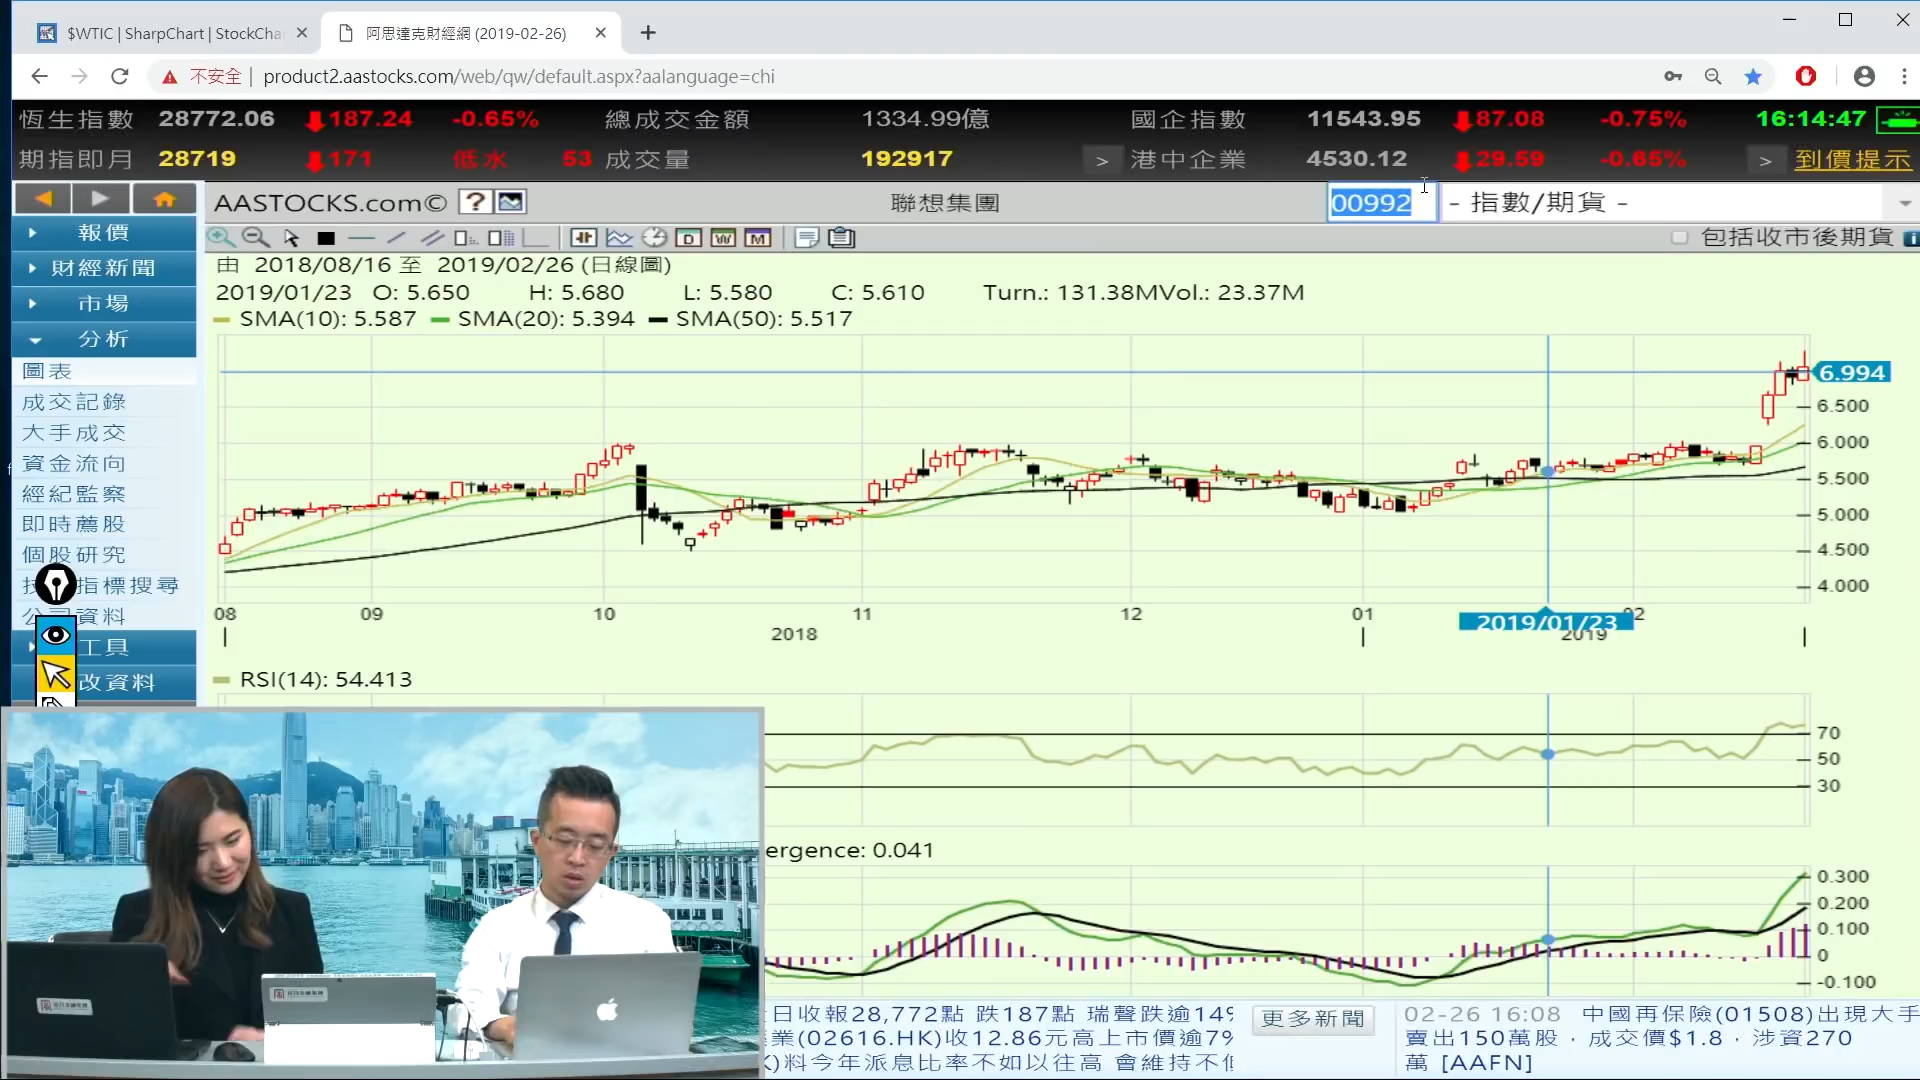 $WTIC | SharpChart | StockCha
阿思達克財經網 (2019-02-26)
不安全 | product2.aastocks.com/web/qw/default.aspx?aalanguage=chi
恆生指數 28772.06 187.24 -0.65% 總成交金額 1334.99億 國企指數 11543.95 87.08 -0.75% 16:14:47
期指即月 28719 171 低水 53 成交量 192917 > 港中企業 4530.12 29.59 -0.65% > 到價提示
AASTOCKS.com© ? 聯想集團 00992 - 指數/期貨 -
D W M 包括收市後期貨
報價
財經新聞
市場
分析
圖表
成交記錄
大手成交
資金流向
經紀監察
即時薦股
個股研究
指標搜尋
資料
工具
改資料
由 2018/08/16 至 2019/02/26 (日線圖)
2019/01/23 O: 5.650 H: 5.680 L: 5.580 C: 5.610 Turn.: 131.38MVol.: 23.37M
SMA(10): 5.587 SMA(20): 5.394 SMA(50): 5.517
6.994
6.500
6.000
5.500
5.000
4.500
4.000
08 09 10 11 12 01 02
2019/01/23
2018 2019
RSI(14): 54.413
70
50
30
ergence: 0.041
0.300
0.200
0.100
0
-0.100
日收報28,772點 跌187點 瑞聲跌逾14%
業(02616.HK)收12.86元高上市價逾7%
)料今年派息比率不如以往高 會維持不
更多新聞
02-26 16:08 中國再保險(01508)出現大手
賣出150萬股，成交價$1.8，涉資270
萬 [AAFN]